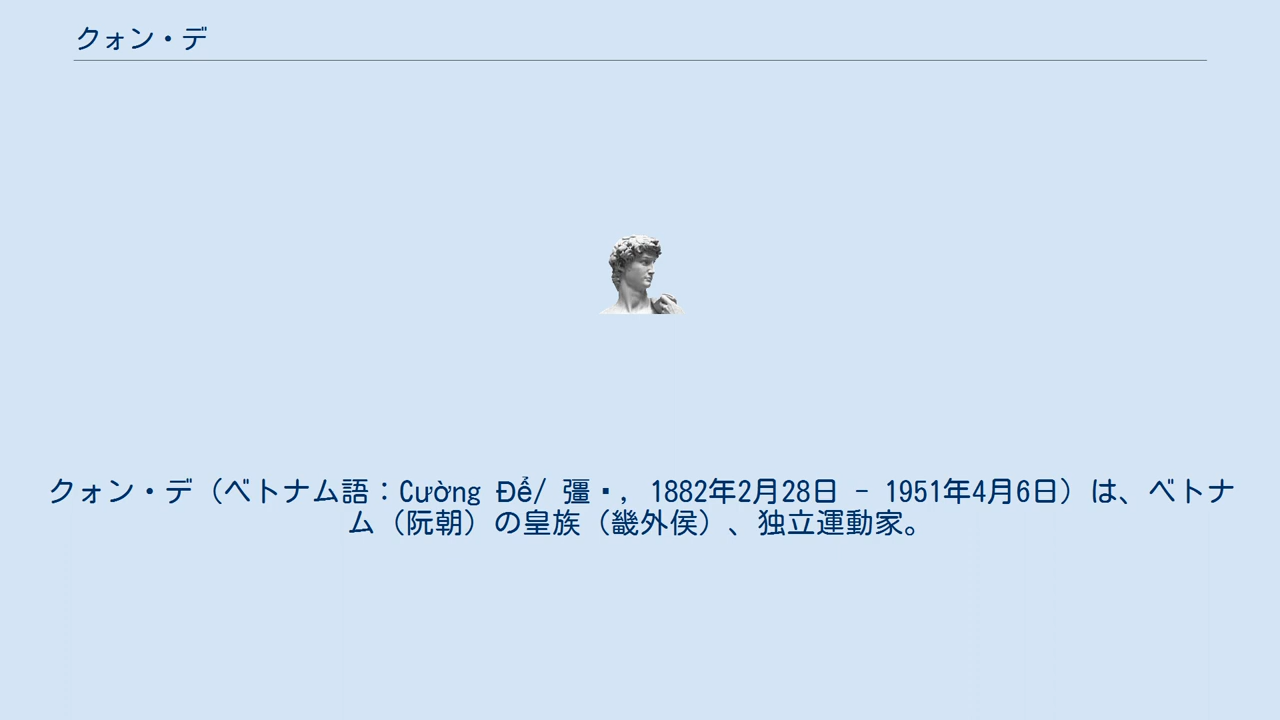 クォン・デ
クォン・デ（ベトナム語：Cường Để/ 彊▪, 1882年2月28日 - 1951年4月6日）は、ベトナ
ム（阮朝）の皇族（畿外侯）、独立運動家。